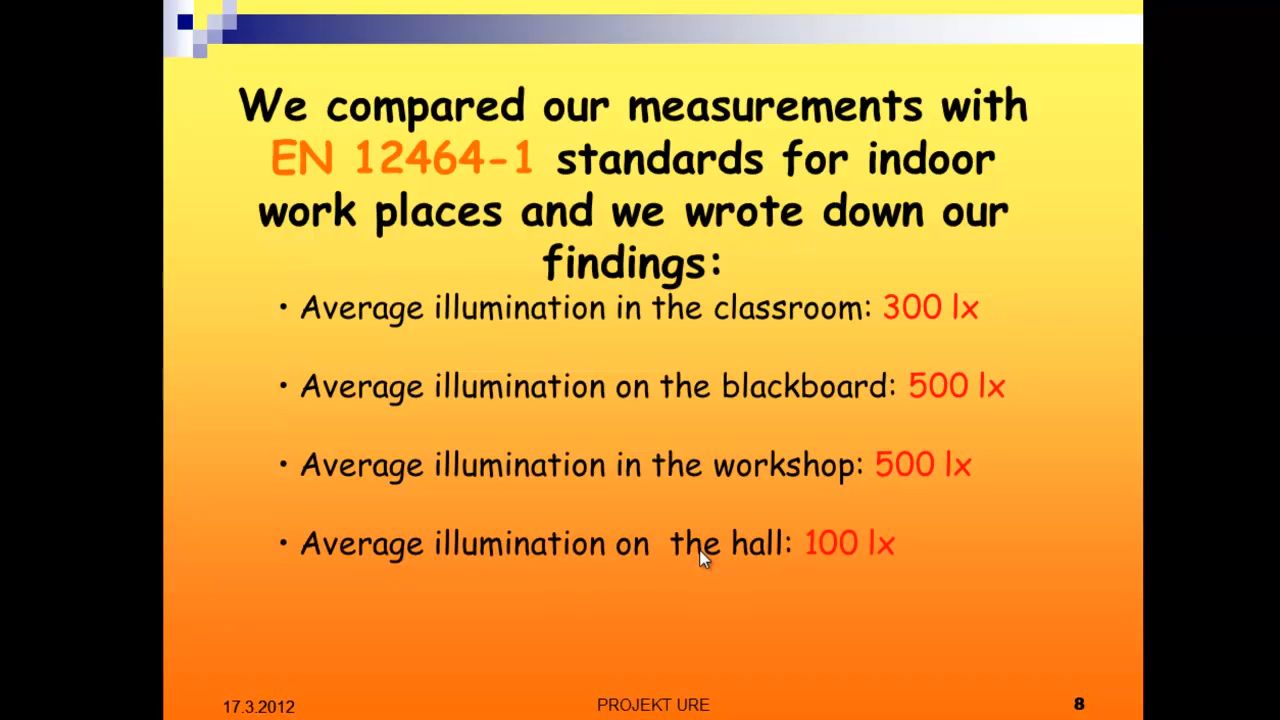 We compared our measurements with
EN 12464-1 standards for indoor
work places and we wrote down our
findings:
• Average illumination in the classroom: 300 lx
• Average illumination on the blackboard: 500 lx
• Average illumination in the workshop: 500 lx
• Average illumination on  the hall: 100 lx
17.3.2012
PROJEKT URE
8